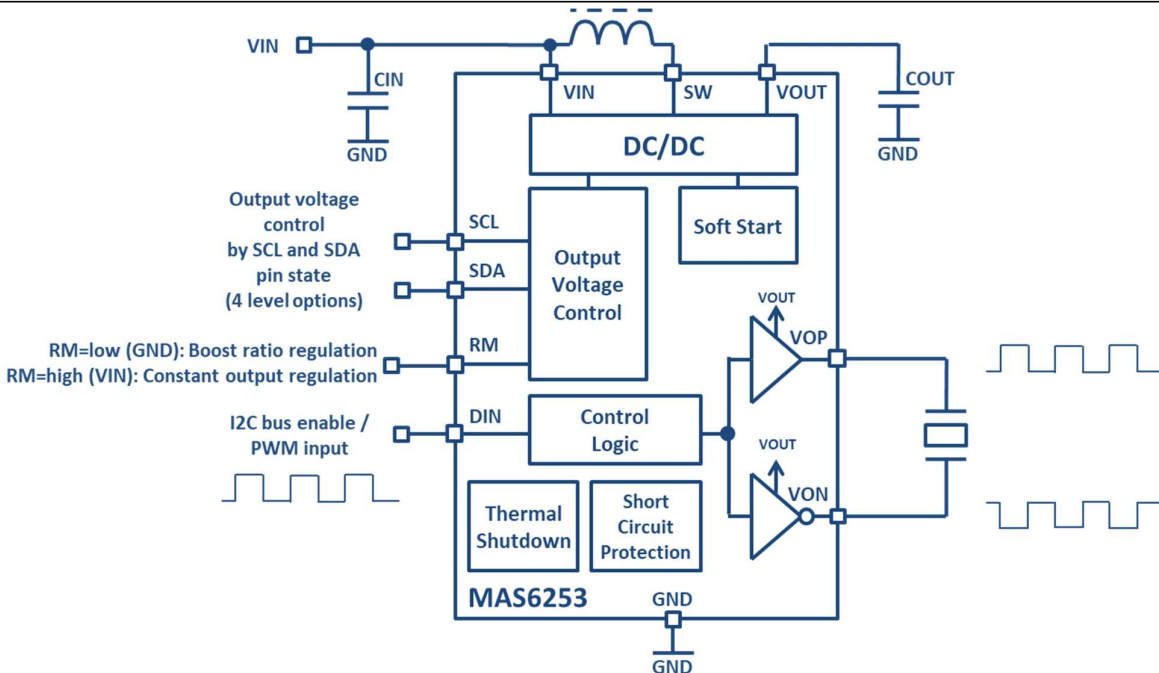 VIN
CIN
GND
VIN
SW
VOUT
COUT
GND
DC/DC
Output voltage
control
by SCL and SDA
pin state
(4 level options)
SCL
SDA
Output
Voltage
Control
Soft Start
RM=low (GND): Boost ratio regulation
RM=high (VIN): Constant output regulation
RM
VOUT
VOP
I2C bus enable /
PWM input
DIN
Control
Logic
VOUT
VON
Thermal
Shutdown
Short
Circuit
Protection
MAS6253
GND
GND